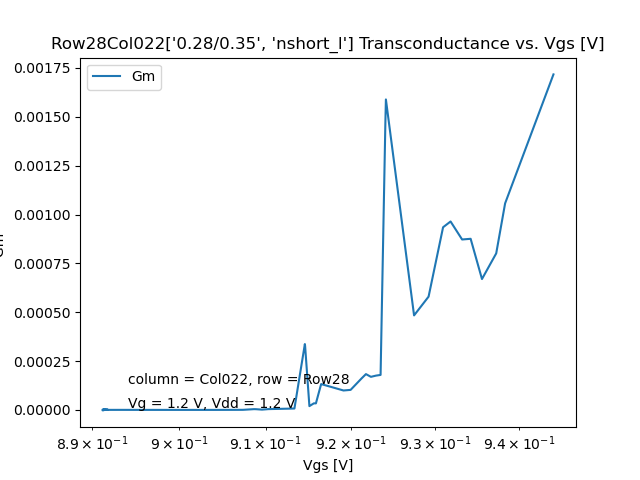 Row28Col022['0.28/0.35', 'nshort_l'] Transconductance vs. Vgs [V]
Gm
0.00175
0.00150
0.00125
0.00100
0.00075
0.00050
0.00025
0.00000
column = Col022, row = Row28
Vg = 1.2 V, Vdd = 1.2 V
8.9 × 10⁻¹ 9 × 10⁻¹ 9.1 × 10⁻¹ 9.2 × 10⁻¹ 9.3 × 10⁻¹ 9.4 × 10⁻¹
Vgs [V]